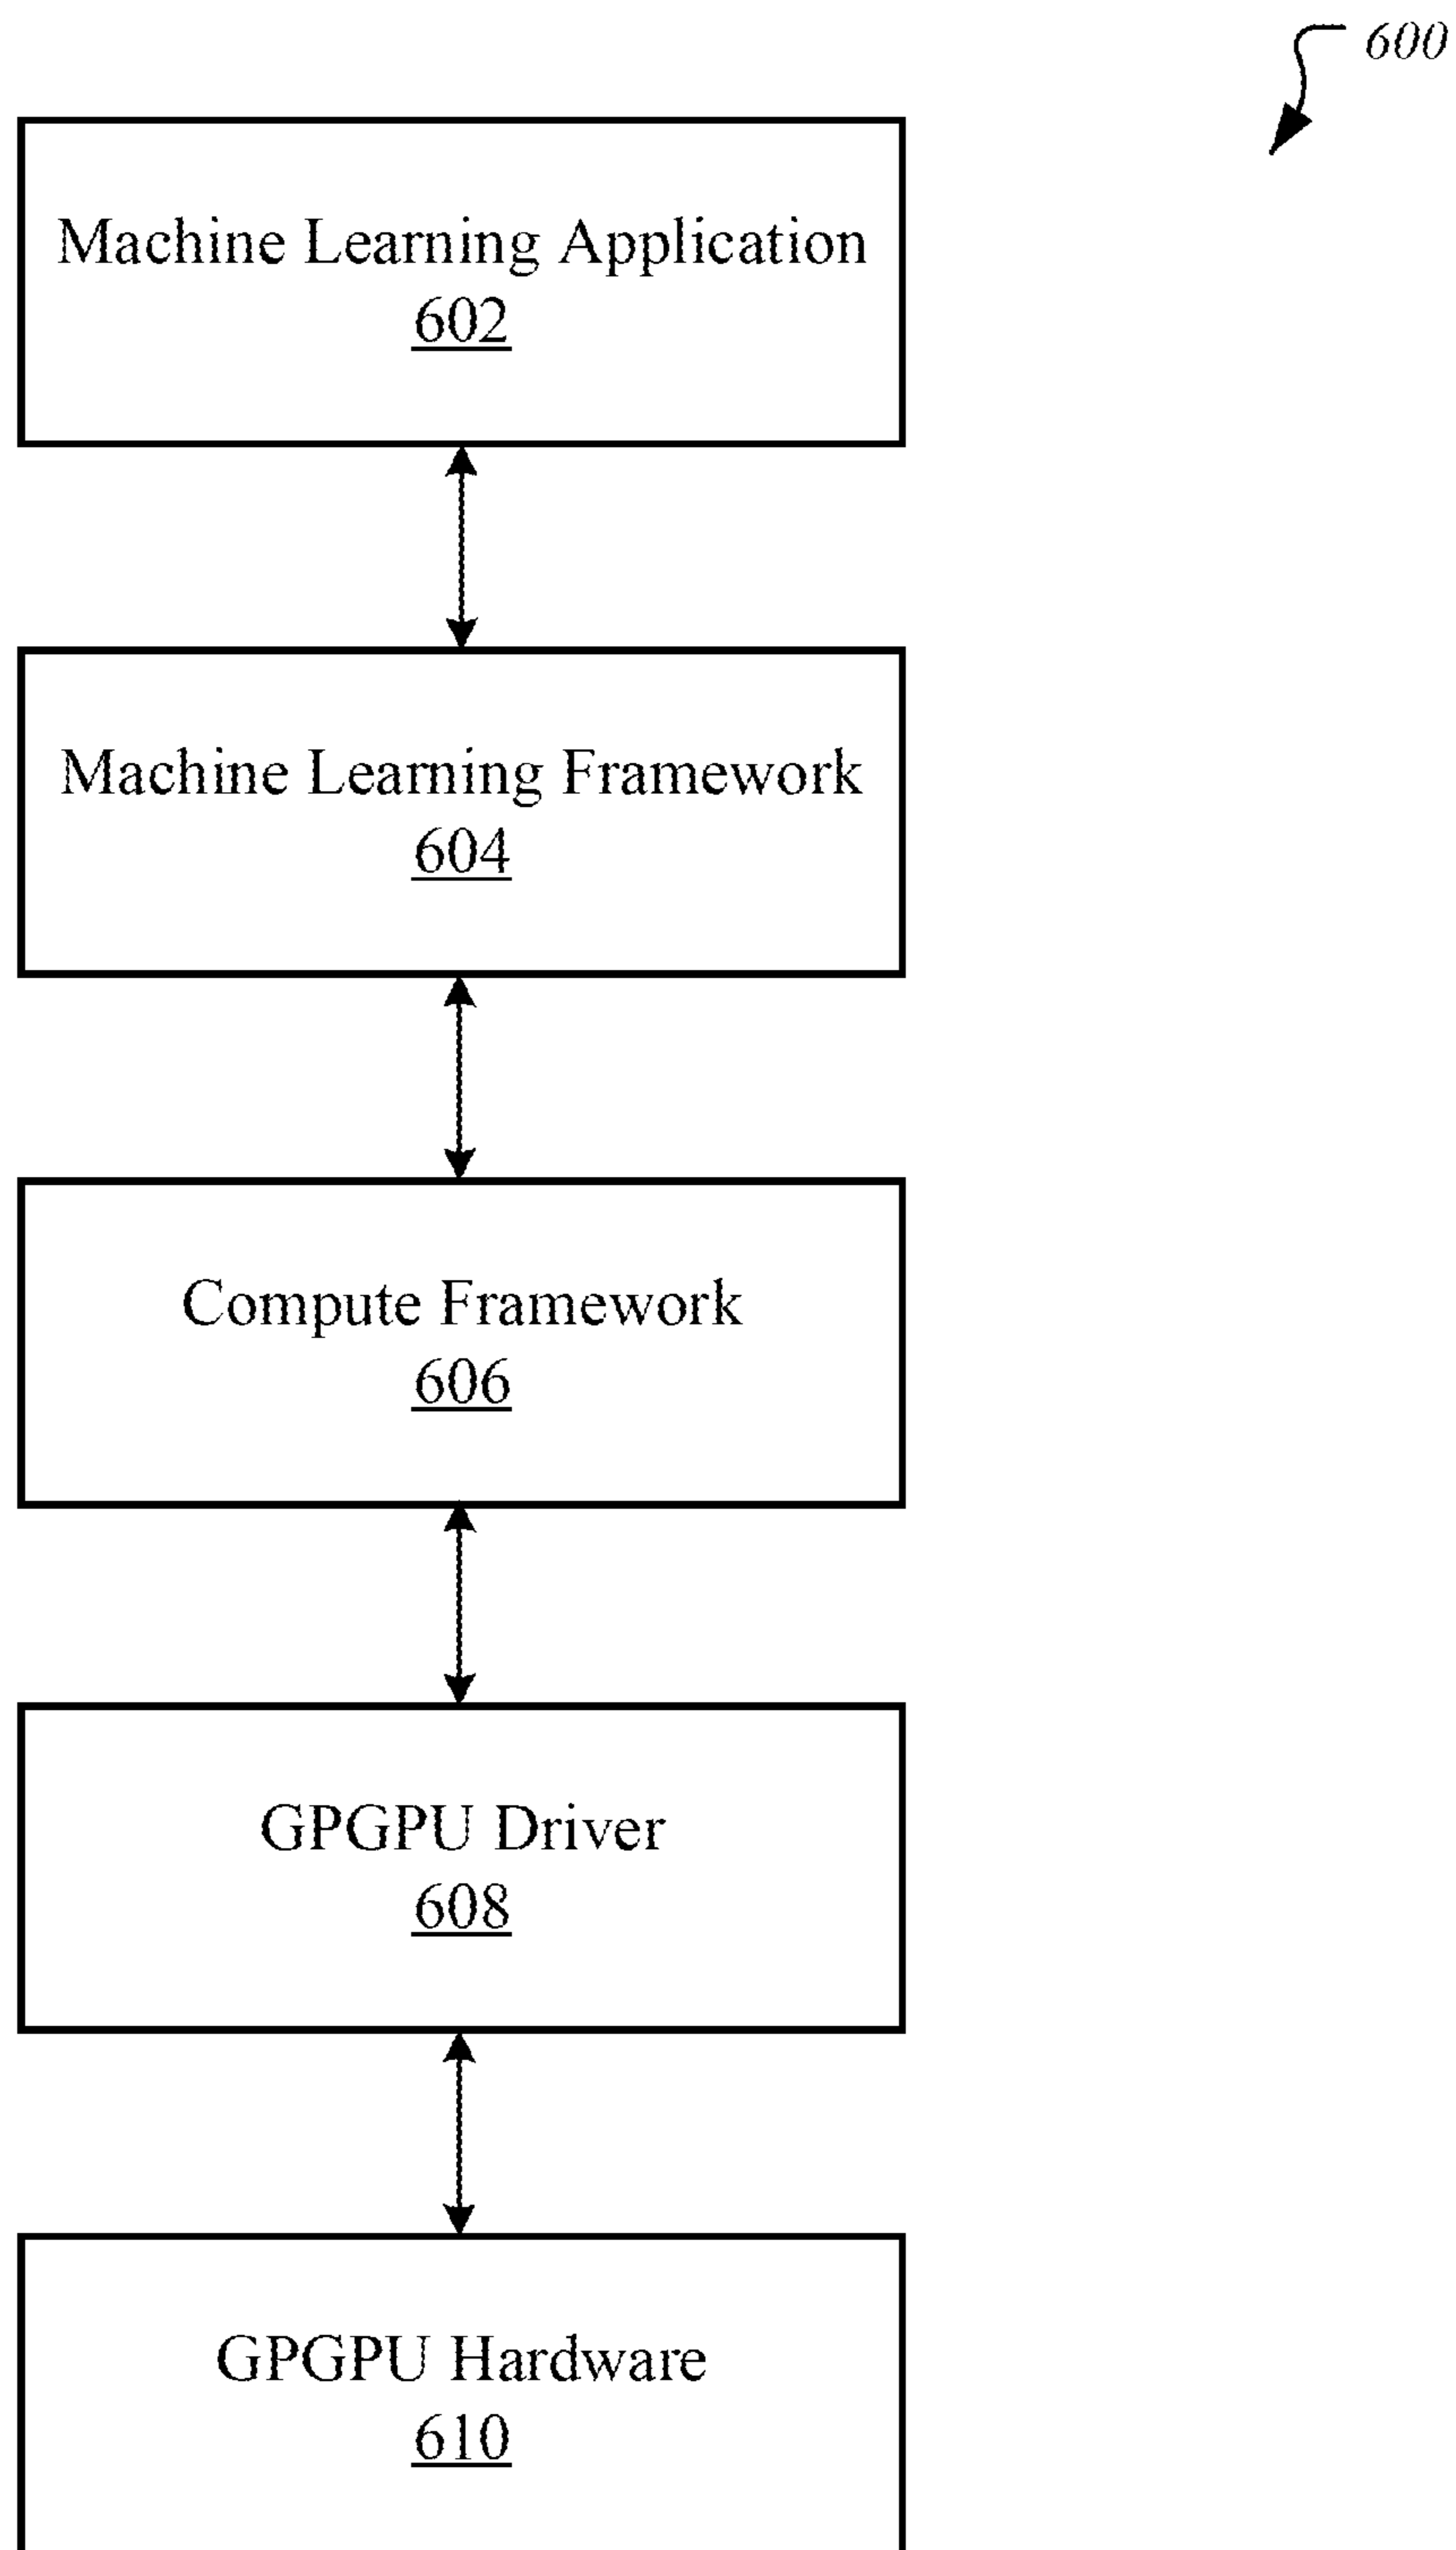 600
Machine Learning Application
602
Machine Learning Framework
604
Compute Framework
606
GPGPU Driver
608
GPGPU Hardware
610